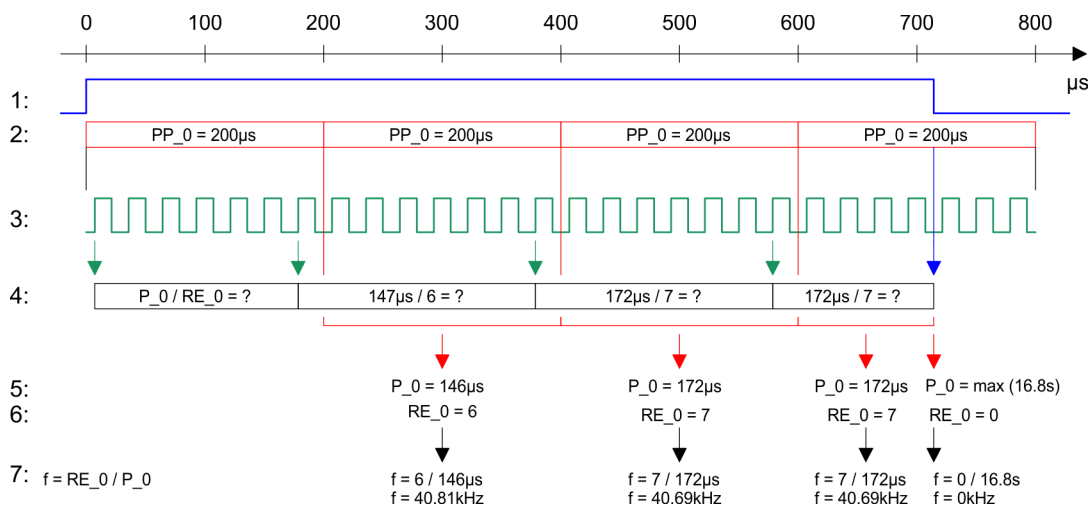 0 100 200 300 400 500 600 700 800
µs
1:
2: PP_0 = 200µs PP_0 = 200µs PP_0 = 200µs PP_0 = 200µs
3:
4: P_0 / RE_0 = ? 147µs / 6 = ? 172µs / 7 = ? 172µs / 7 = ?
5: P_0 = 146µs P_0 = 172µs P_0 = 172µs P_0 = max (16.8s)
6: RE_0 = 6 RE_0 = 7 RE_0 = 7 RE_0 = 0
7: f = RE_0 / P_0 f = 6 / 146µs f = 7 / 172µs f = 7 / 172µs f = 0 / 16.8s
f = 40.81kHz f = 40.69kHz f = 40.69kHz f = 0kHz